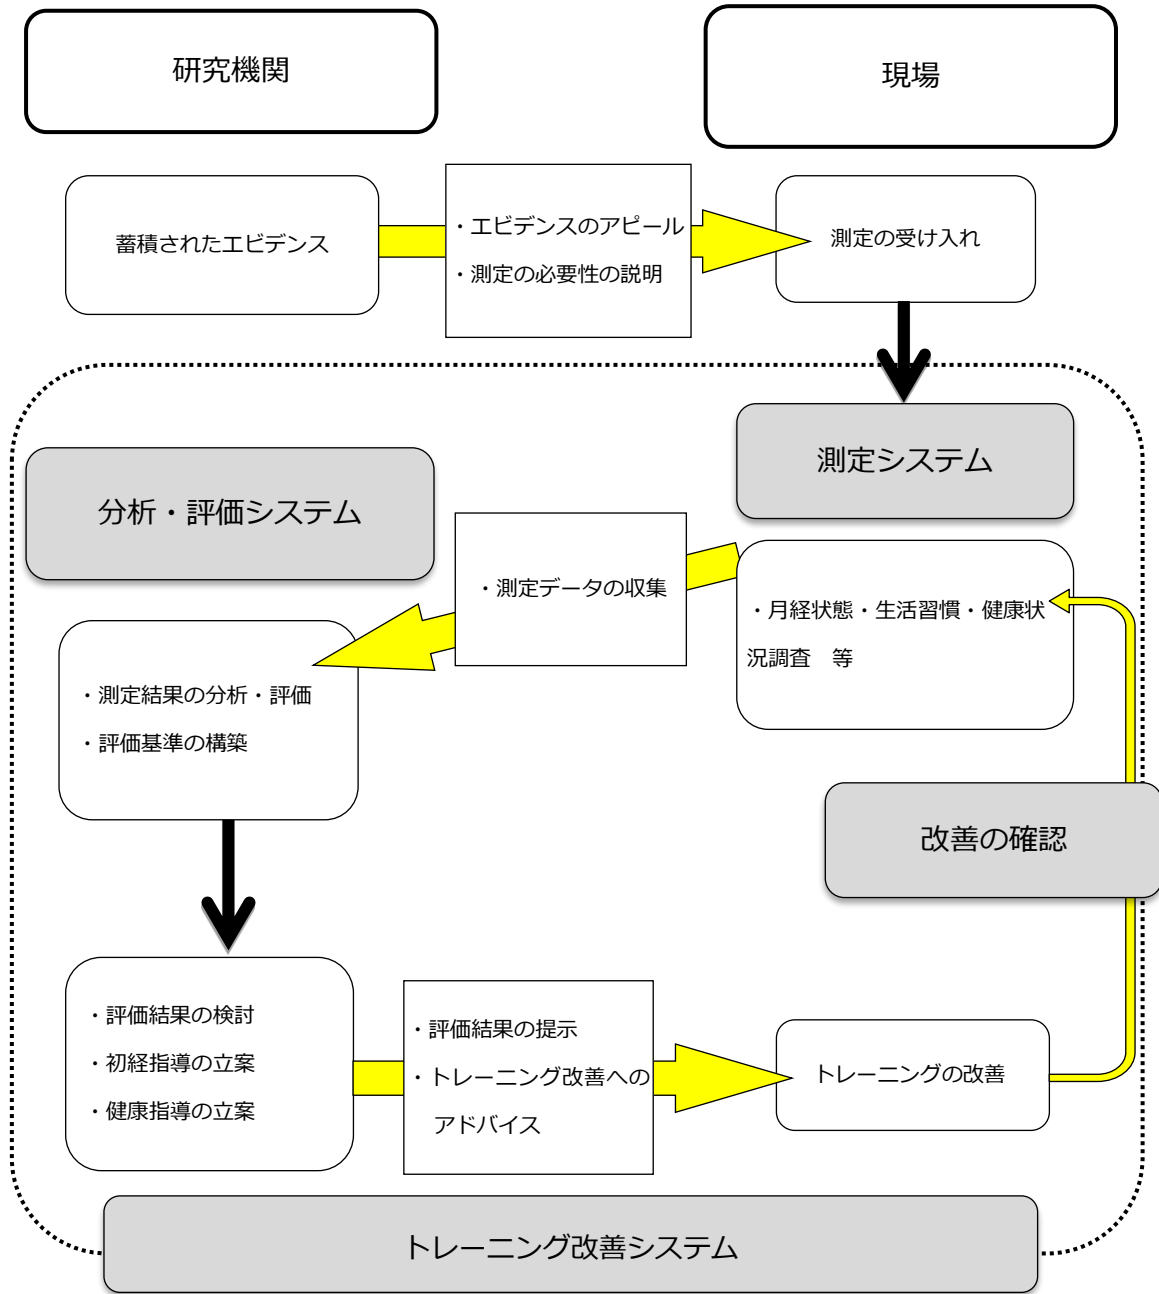 研究機関
現場
蓄積されたエビデンス
・エビデンスのアピール
・測定の必要性の説明
測定の受け入れ
測定システム
分析・評価システム
・測定データの収集
・月経状態・生活習慣・健康状
況調査　等
・測定結果の分析・評価
・評価基準の構築
改善の確認
・評価結果の検討
・初経指導の立案
・健康指導の立案
・評価結果の提示
・トレーニング改善への
アドバイス
トレーニングの改善
トレーニング改善システム